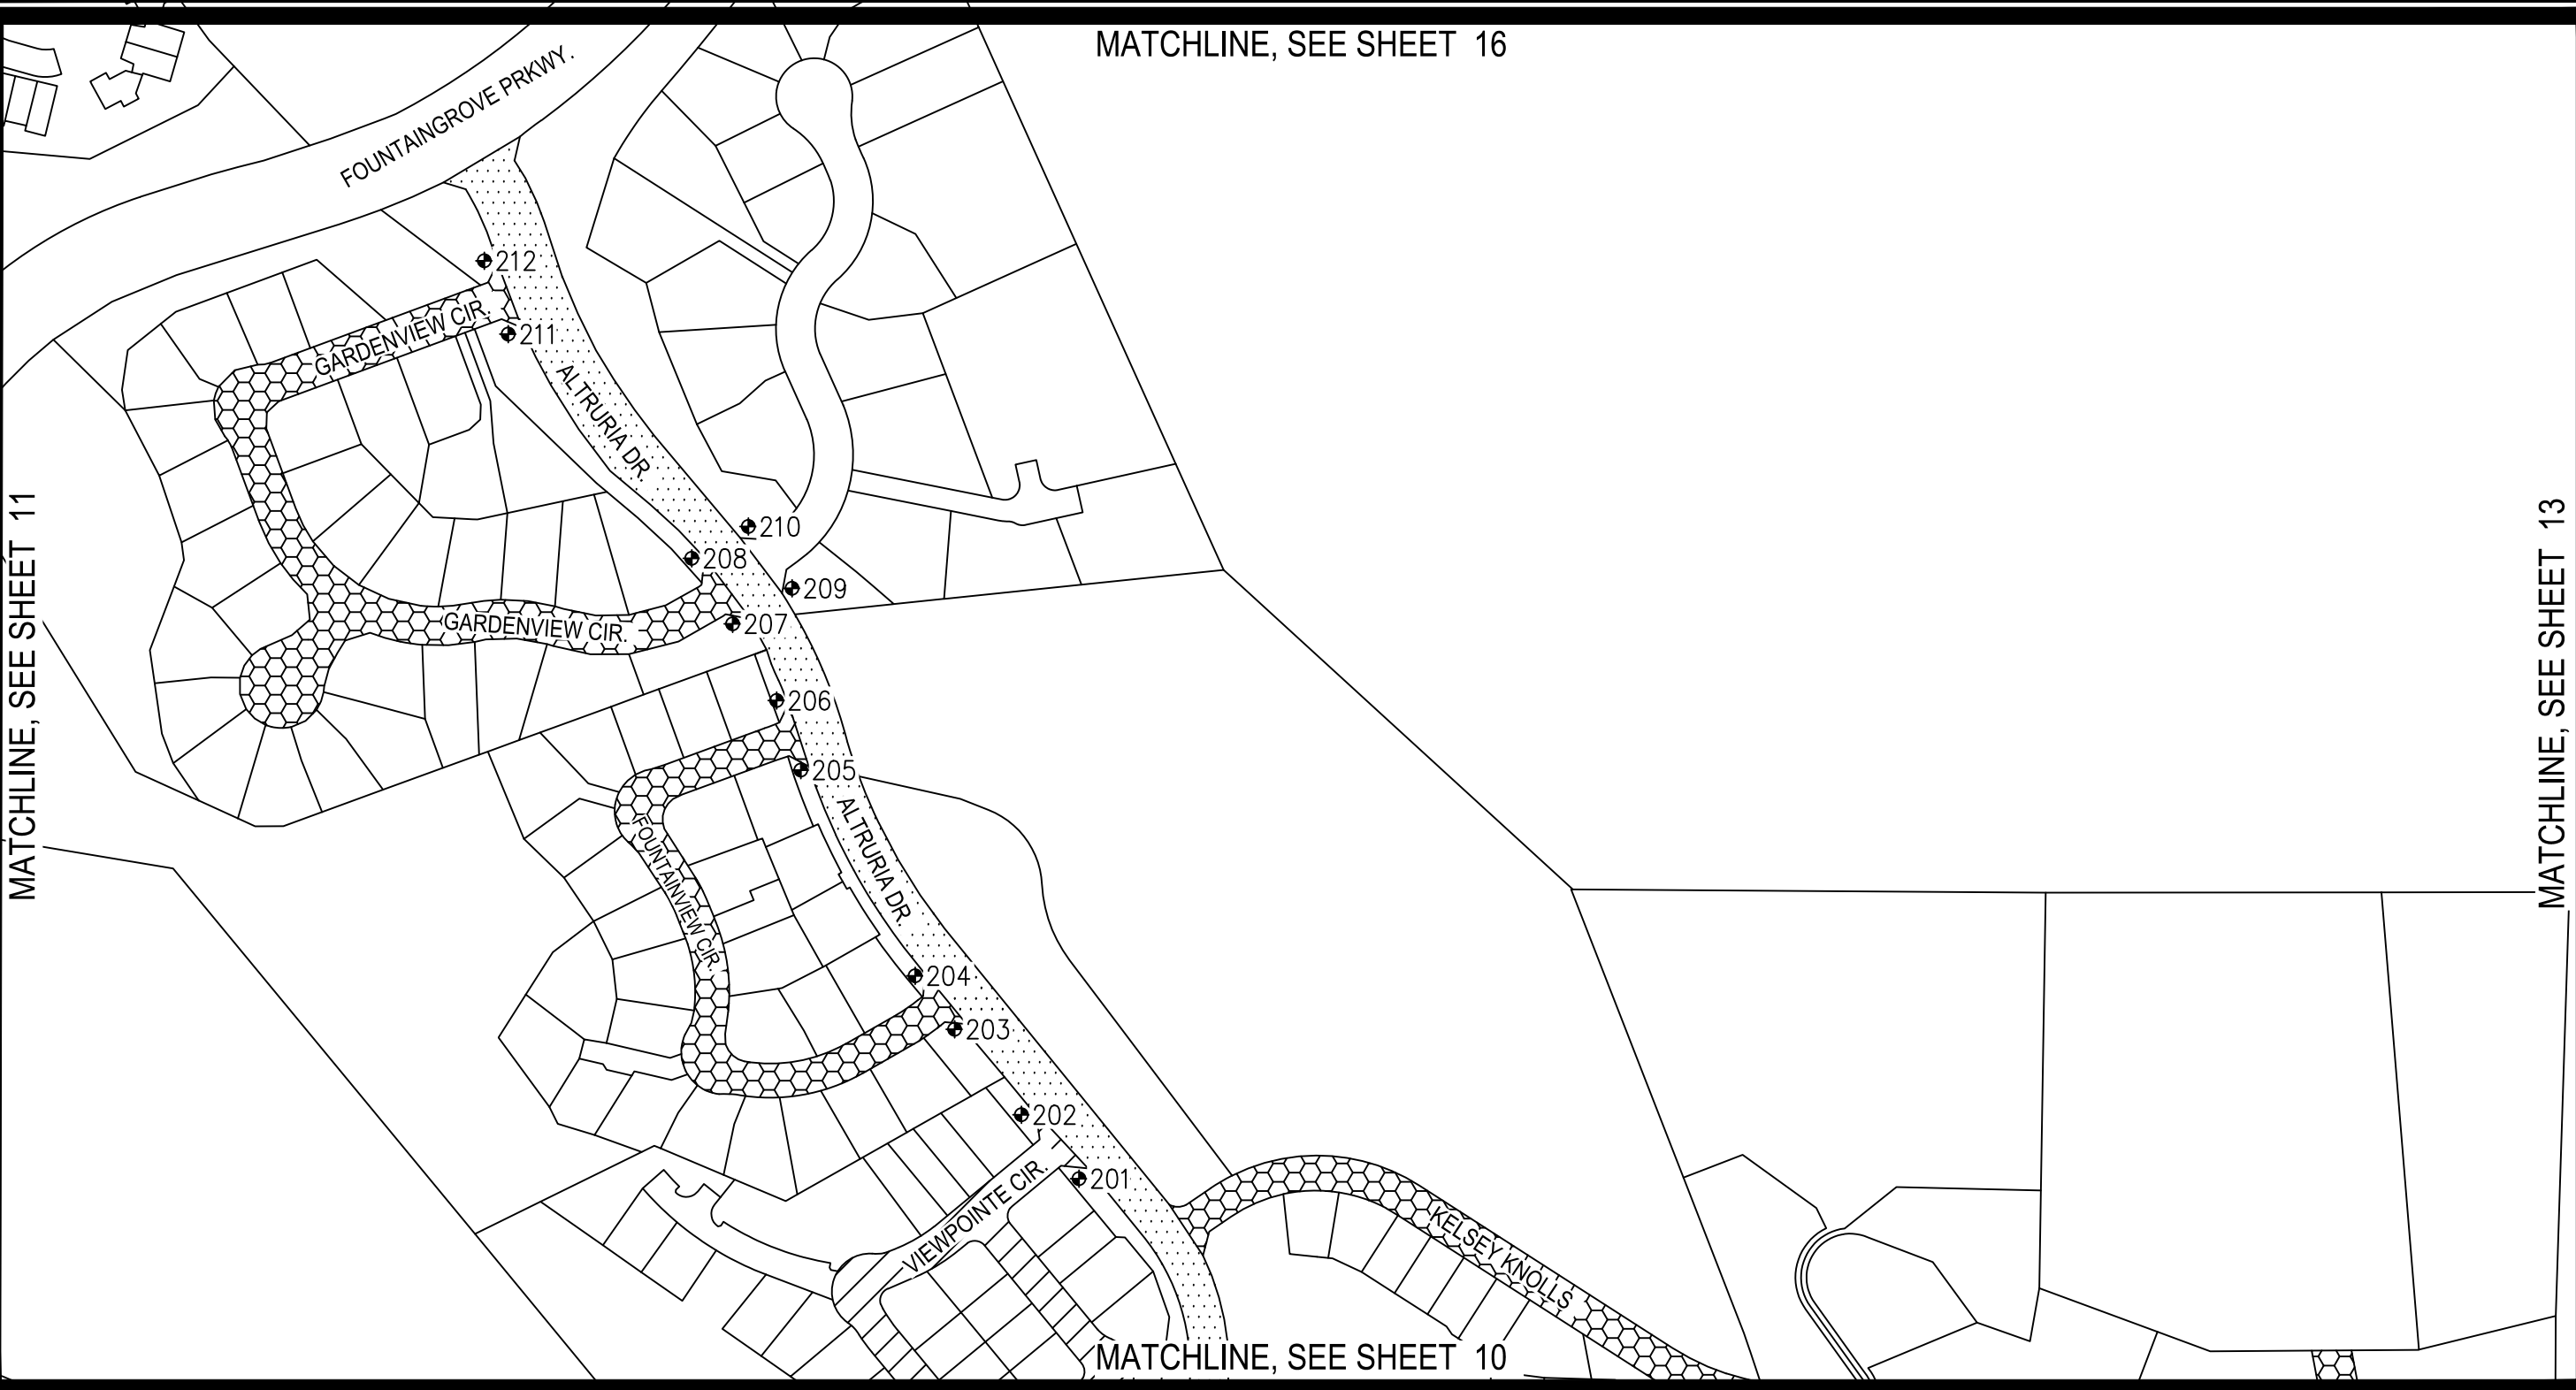 MATCHLINE, SEE SHEET 16
FOUNTAINGROVE PRKWY.
212
GARDENVIEW CIR.
211
ALTRURIA DR.
MATCHLINE, SEE SHEET 11
MATCHLINE, SEE SHEET 13
210
208
209
GARDENVIEW CIR.
207
206
205
ALTRURIA DR.
FOUNTAINVIEW CIR.
204
203
202
201
VIEWPOINTE CIR.
KELSEY KNOLLS
MATCHLINE, SEE SHEET 10